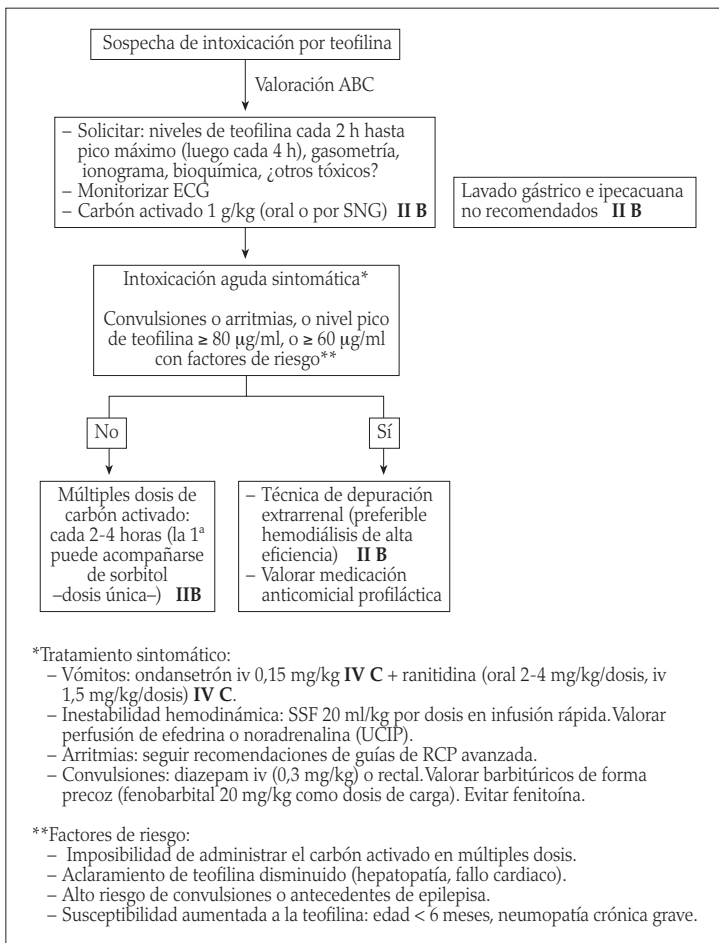 Sospecha de intoxicación por teofilina
Valoración ABC
– Solicitar: niveles de teofilina cada 2 h hasta
pico máximo (luego cada 4 h), gasometría,
ionograma, bioquímica, ¿otros tóxicos?
– Monitorizar ECG
– Carbón activado 1 g/kg (oral o por SNG) II B
Lavado gástrico e ipecacuana
no recomendados II B
Intoxicación aguda sintomática*
Convulsiones o arritmias, o nivel pico
de teofilina ≥ 80 µg/ml, o ≥ 60 µg/ml
con factores de riesgo**
No
Sí
Múltiples dosis de
carbón activado:
cada 2-4 horas (la 1ª
puede acompañarse
de sorbitol
–dosis única–) IIB
– Técnica de depuración
extrarrenal (preferible
hemodiálisis de alta
eficiencia) II B
– Valorar medicación
anticomicial profiláctica
*Tratamiento sintomático:
– Vómitos: ondansetrón iv 0,15 mg/kg IV C + ranitidina (oral 2-4 mg/kg/dosis, iv
1,5 mg/kg/dosis) IV C.
– Inestabilidad hemodinámica: SSF 20 ml/kg por dosis en infusión rápida. Valorar
perfusión de efedrina o noradrenalina (UCIP).
– Arritmias: seguir recomendaciones de guías de RCP avanzada.
– Convulsiones: diazepam iv (0,3 mg/kg) o rectal. Valorar barbitúricos de forma
precoz (fenobarbital 20 mg/kg como dosis de carga). Evitar fenitoína.
**Factores de riesgo:
– Imposibilidad de administrar el carbón activado en múltiples dosis.
– Aclaramiento de teofilina disminuido (hepatopatía, fallo cardiaco).
– Alto riesgo de convulsiones o antecedentes de epilepisa.
– Susceptibilidad aumentada a la teofilina: edad < 6 meses, neumopatía crónica grave.